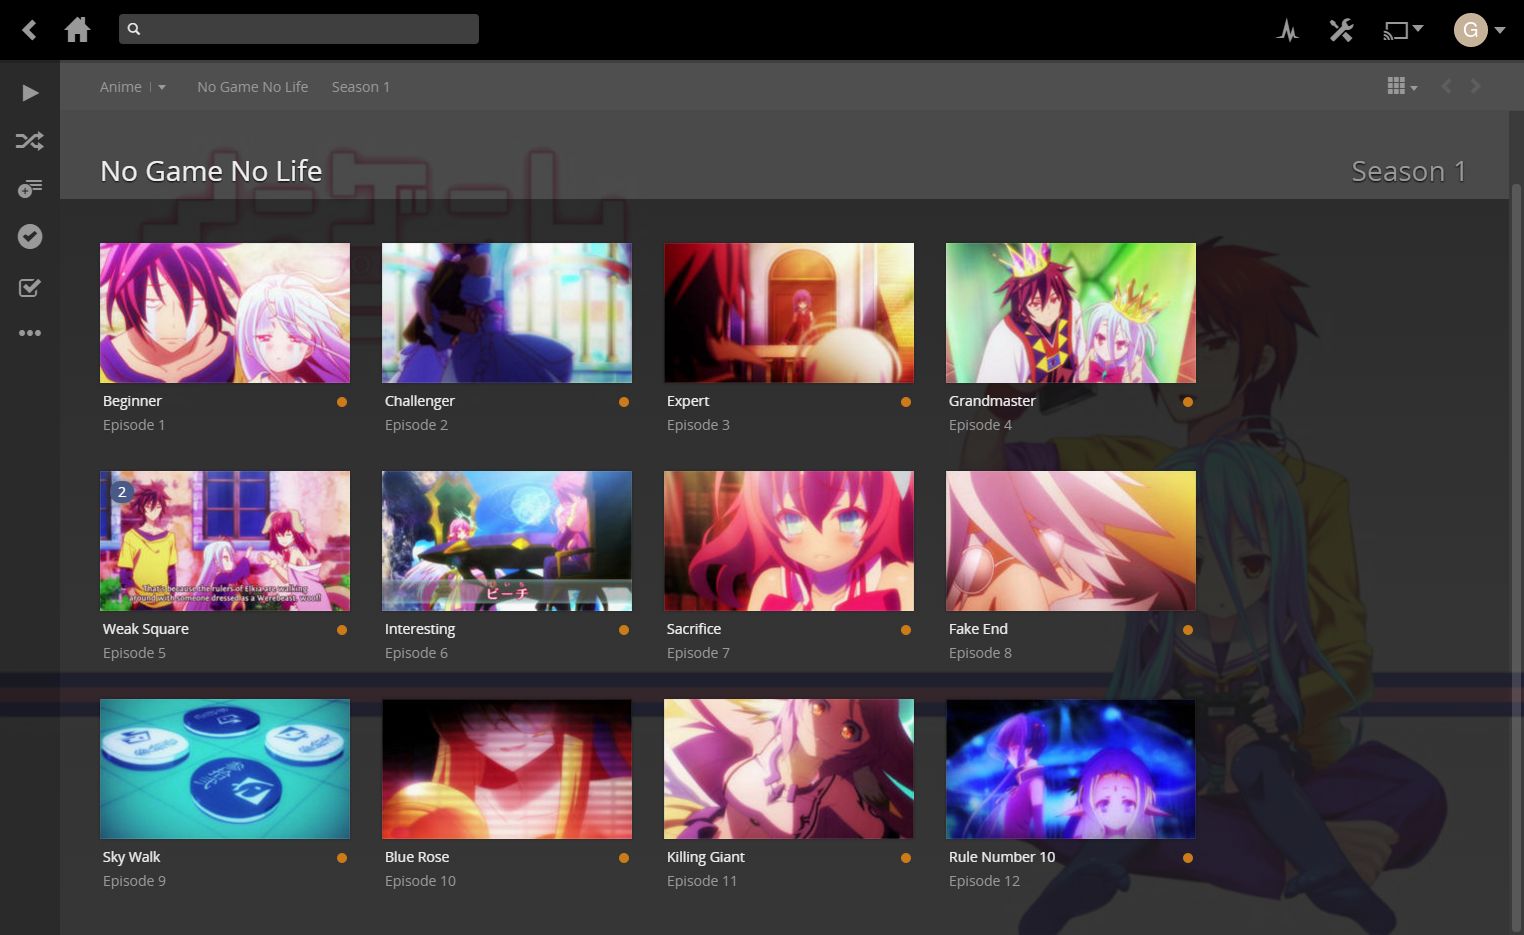 G
Anime
No Game No Life
Season 1
No Game No Life
Season 1
Beginner
Episode 1
Challenger
Episode 2
Expert
Episode 3
Grandmaster
Episode 4
2
That's because the rulers of Elkia are walking
around with someone dressed as a Werebeast, woof!
Weak Square
Episode 5
びいち
ビーチ
Interesting
Episode 6
Sacrifice
Episode 7
Fake End
Episode 8
Sky Walk
Episode 9
Blue Rose
Episode 10
Killing Giant
Episode 11
Rule Number 10
Episode 12